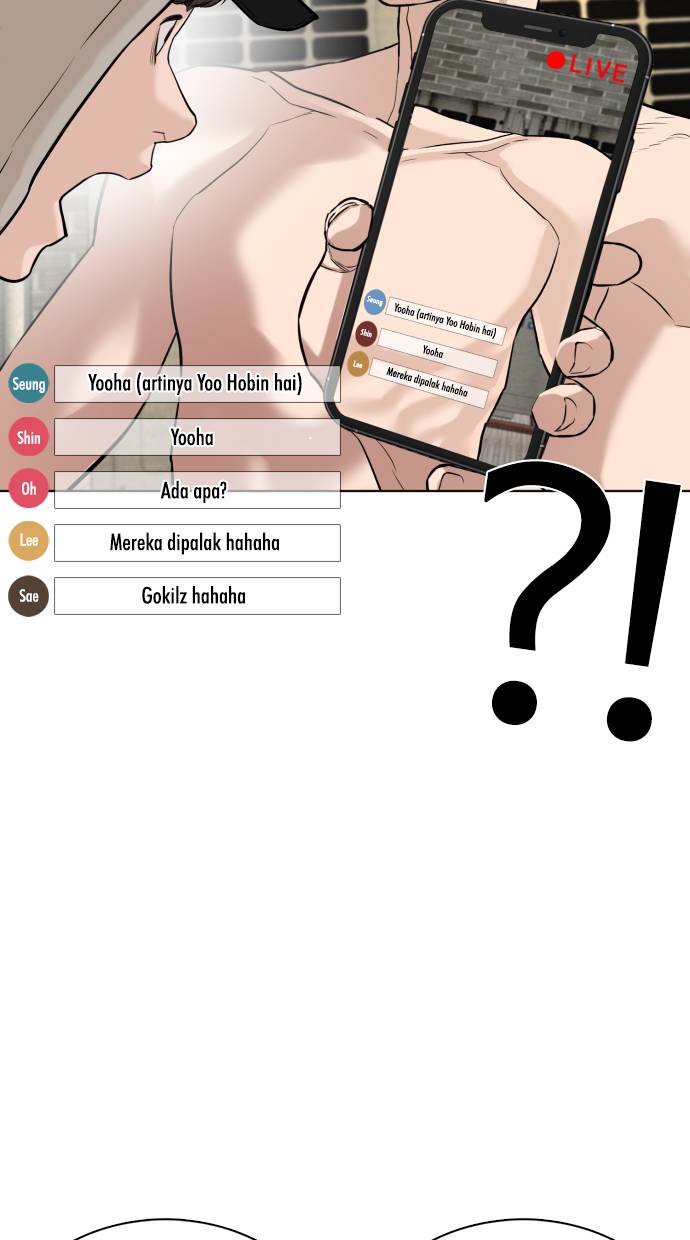 LIVE
Seung Yooha (artinya Yoo Hobin hai)
Shin Yooha
Lee Mereka dipalak hahaha
Seung Yooha (artinya Yoo Hobin hai)
Shin Yooha
Oh Ada apa?
Lee Mereka dipalak hahaha
Sae Gokilz hahaha
?!